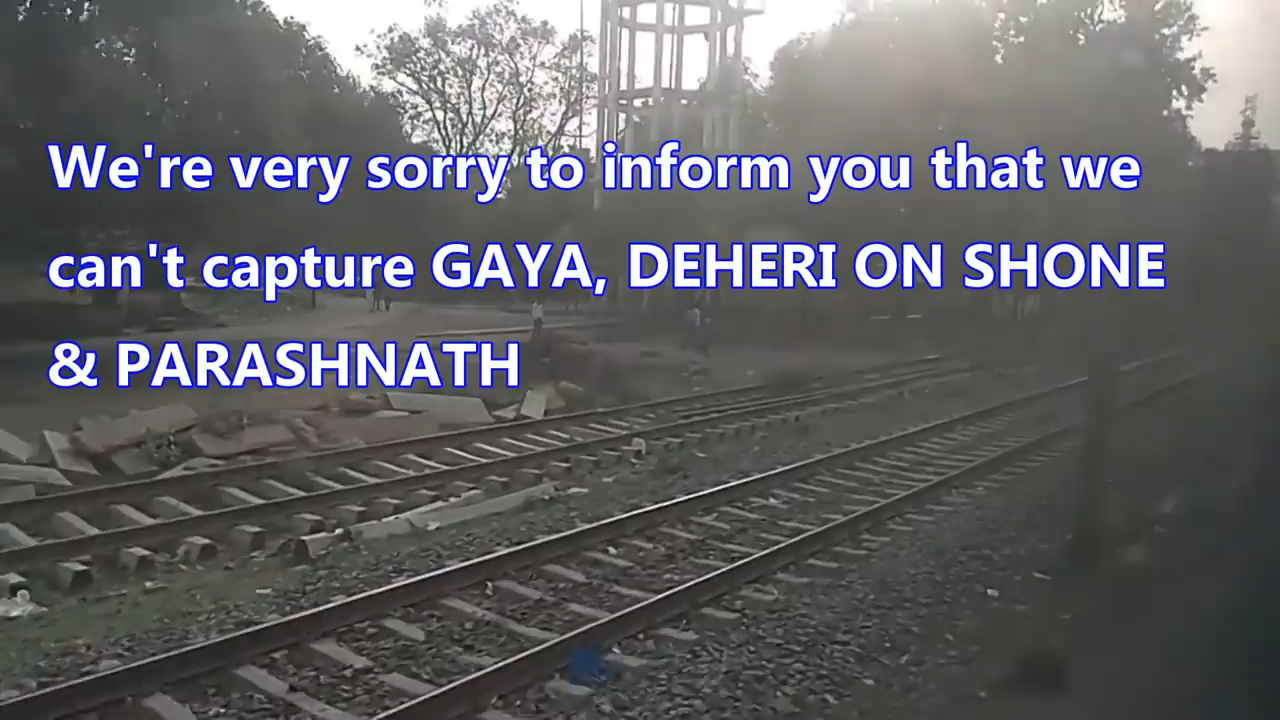 We're very sorry to inform you that we
can't capture GAYA, DEHERI ON SHONE
& PARASHNATH